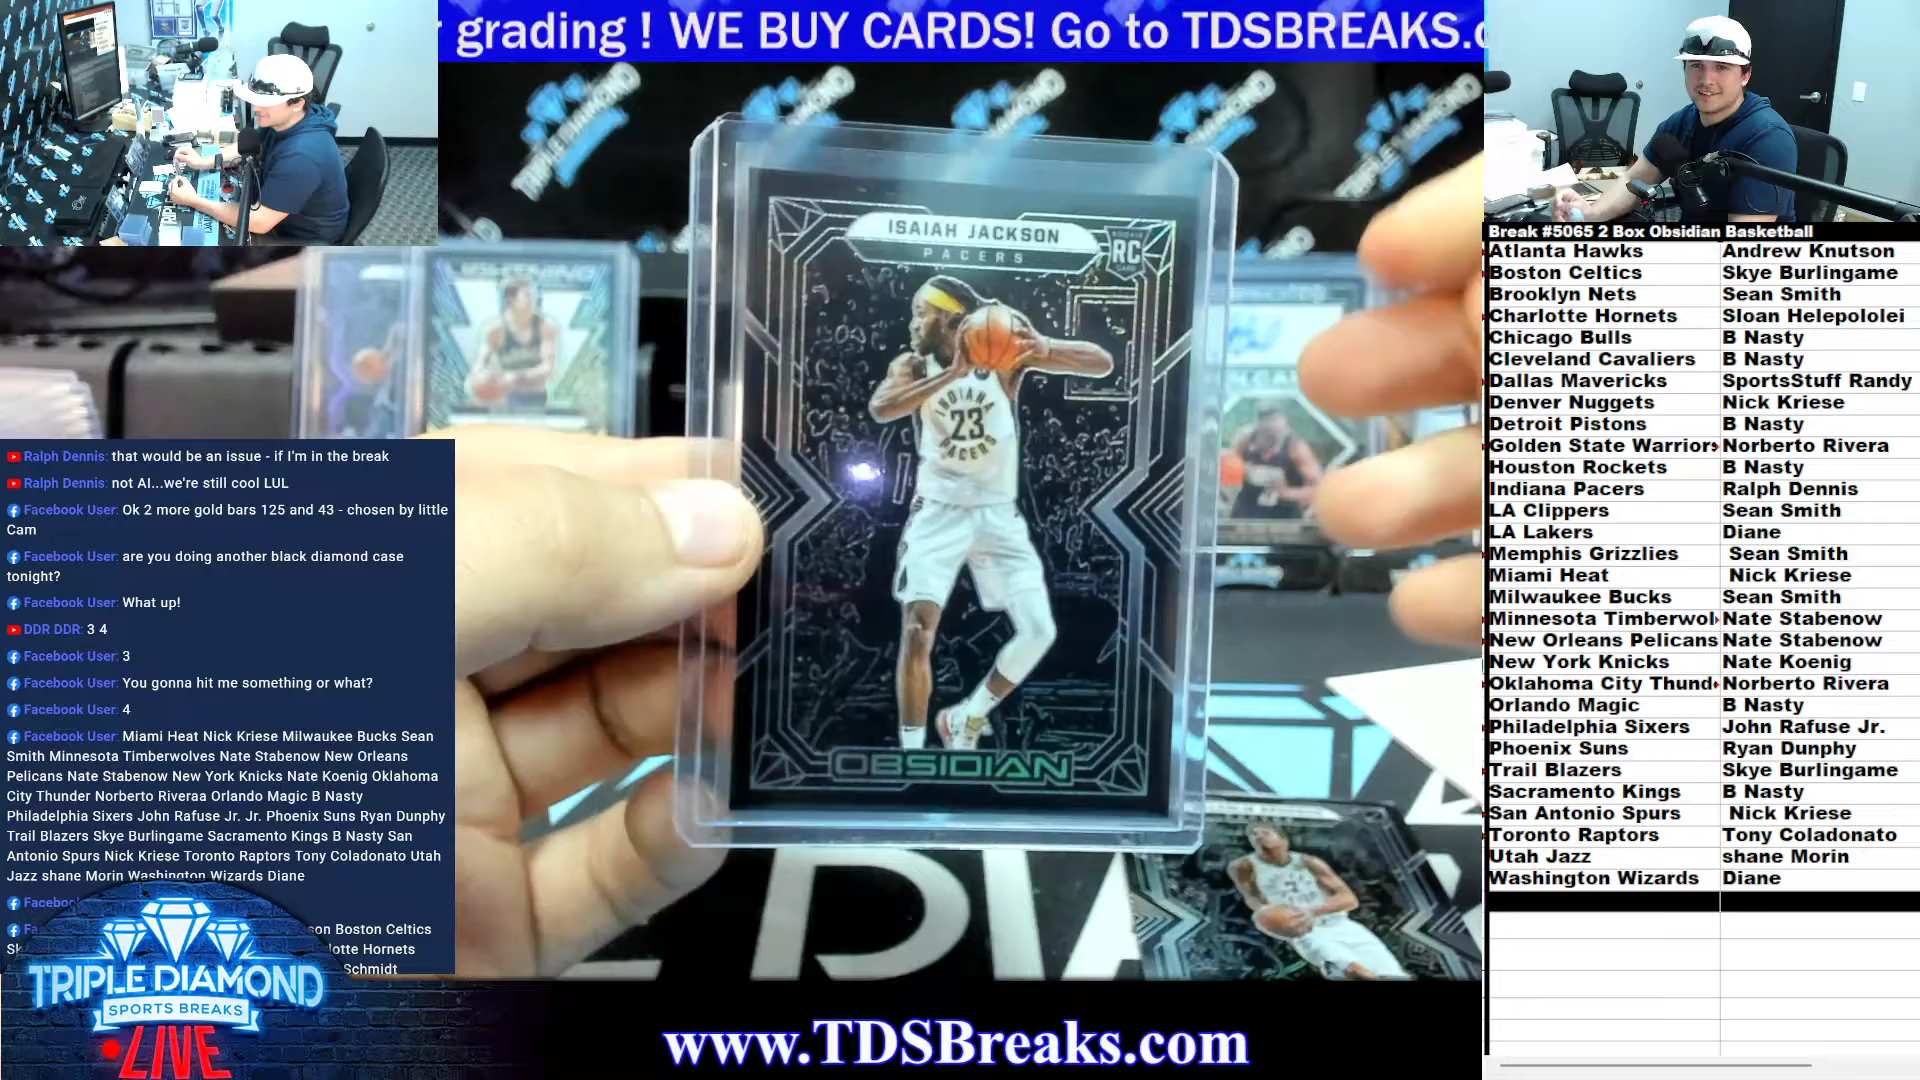 grading ! WE BUY CARDS! Go to TDSBREAKS.
TRIPLE DIAMOND
TRIPLE DIAMOND
DIAMOND
DIAMOND
TRIPLE DIAMOND
ISAIAH JACKSON
PACERS
RC
INDIANA
23
PACERS
OBSIDIAN
Ralph Dennis: that would be an issue - if I'm in the break
Ralph Dennis: not AI...we're still cool LUL
Facebook User: Ok 2 more gold bars 125 and 43 - chosen by little
Cam
Facebook User: are you doing another black diamond case
tonight?
Facebook User: What up!
DDR DDR: 3 4
Facebook User: 3
Facebook User: You gonna hit me something or what?
Facebook User: 4
Facebook User: Miami Heat Nick Kriese Milwaukee Bucks Sean
Smith Minnesota Timberwolves Nate Stabenow New Orleans
Pelicans Nate Stabenow New York Knicks Nate Koenig Oklahoma
City Thunder Norberto Riveraa Orlando Magic B Nasty
Philadelphia Sixers John Rafuse Jr. Jr. Phoenix Suns Ryan Dunphy
Trail Blazers Skye Burlingame Sacramento Kings B Nasty San
Antonio Spurs Nick Kriese Toronto Raptors Tony Coladonato Utah
Jazz shane Morin Washington Wizards Diane
son Boston Celtics
lotte Hornets
Schmidt
TRIPLE DIAMOND
SPORTS BREAKS
LIVE
www.TDSBreaks.com
Break #5065 2 Box Obsidian Basketball
Atlanta Hawks Andrew Knutson
Boston Celtics Skye Burlingame
Brooklyn Nets Sean Smith
Charlotte Hornets Sloan Helepololei
Chicago Bulls B Nasty
Cleveland Cavaliers B Nasty
Dallas Mavericks SportsStuff Randy
Denver Nuggets Nick Kriese
Detroit Pistons B Nasty
Golden State Warriors Norberto Rivera
Houston Rockets B Nasty
Indiana Pacers Ralph Dennis
LA Clippers Sean Smith
LA Lakers Diane
Memphis Grizzlies Sean Smith
Miami Heat Nick Kriese
Milwaukee Bucks Sean Smith
Minnesota Timberwol Nate Stabenow
New Orleans Pelicans Nate Stabenow
New York Knicks Nate Koenig
Oklahoma City Thund Norberto Rivera
Orlando Magic B Nasty
Philadelphia Sixers John Rafuse Jr.
Phoenix Suns Ryan Dunphy
Trail Blazers Skye Burlingame
Sacramento Kings B Nasty
San Antonio Spurs Nick Kriese
Toronto Raptors Tony Coladonato
Utah Jazz shane Morin
Washington Wizards Diane